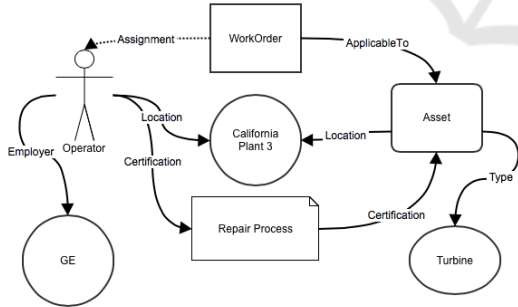 Assignment
WorkOrder
ApplicableTo
Operator
Location
California
Plant 3
Location
Asset
Employer
Certification
Type
Repair Process
Certification
GE
Turbine